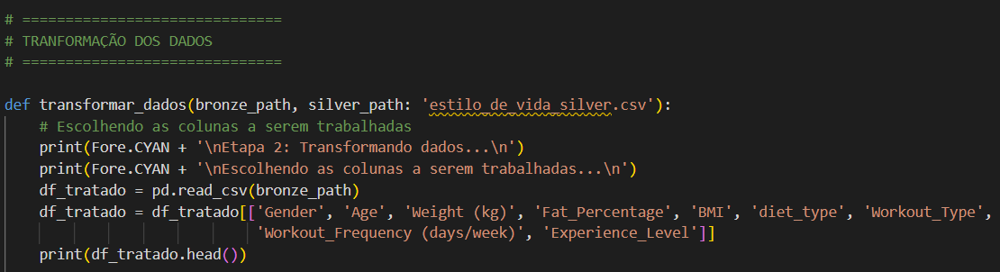 # ==============================
# TRANFORMAÇÃO DOS DADOS
# ==============================
def transformar_dados(bronze_path, silver_path: 'estilo_de_vida_silver.csv'):
# Escolhendo as colunas a serem trabalhadas
print(Fore.CYAN + '\nEtapa 2: Transformando dados...\n')
print(Fore.CYAN + '\nEscolhendo as colunas a serem trabalhadas...\n')
df_tratado = pd.read_csv(bronze_path)
df_tratado = df_tratado[['Gender', 'Age', 'Weight (kg)', 'Fat_Percentage', 'BMI', 'diet_type', 'Workout_Type',
'Workout_Frequency (days/week)', 'Experience_Level']]
print(df_tratado.head())